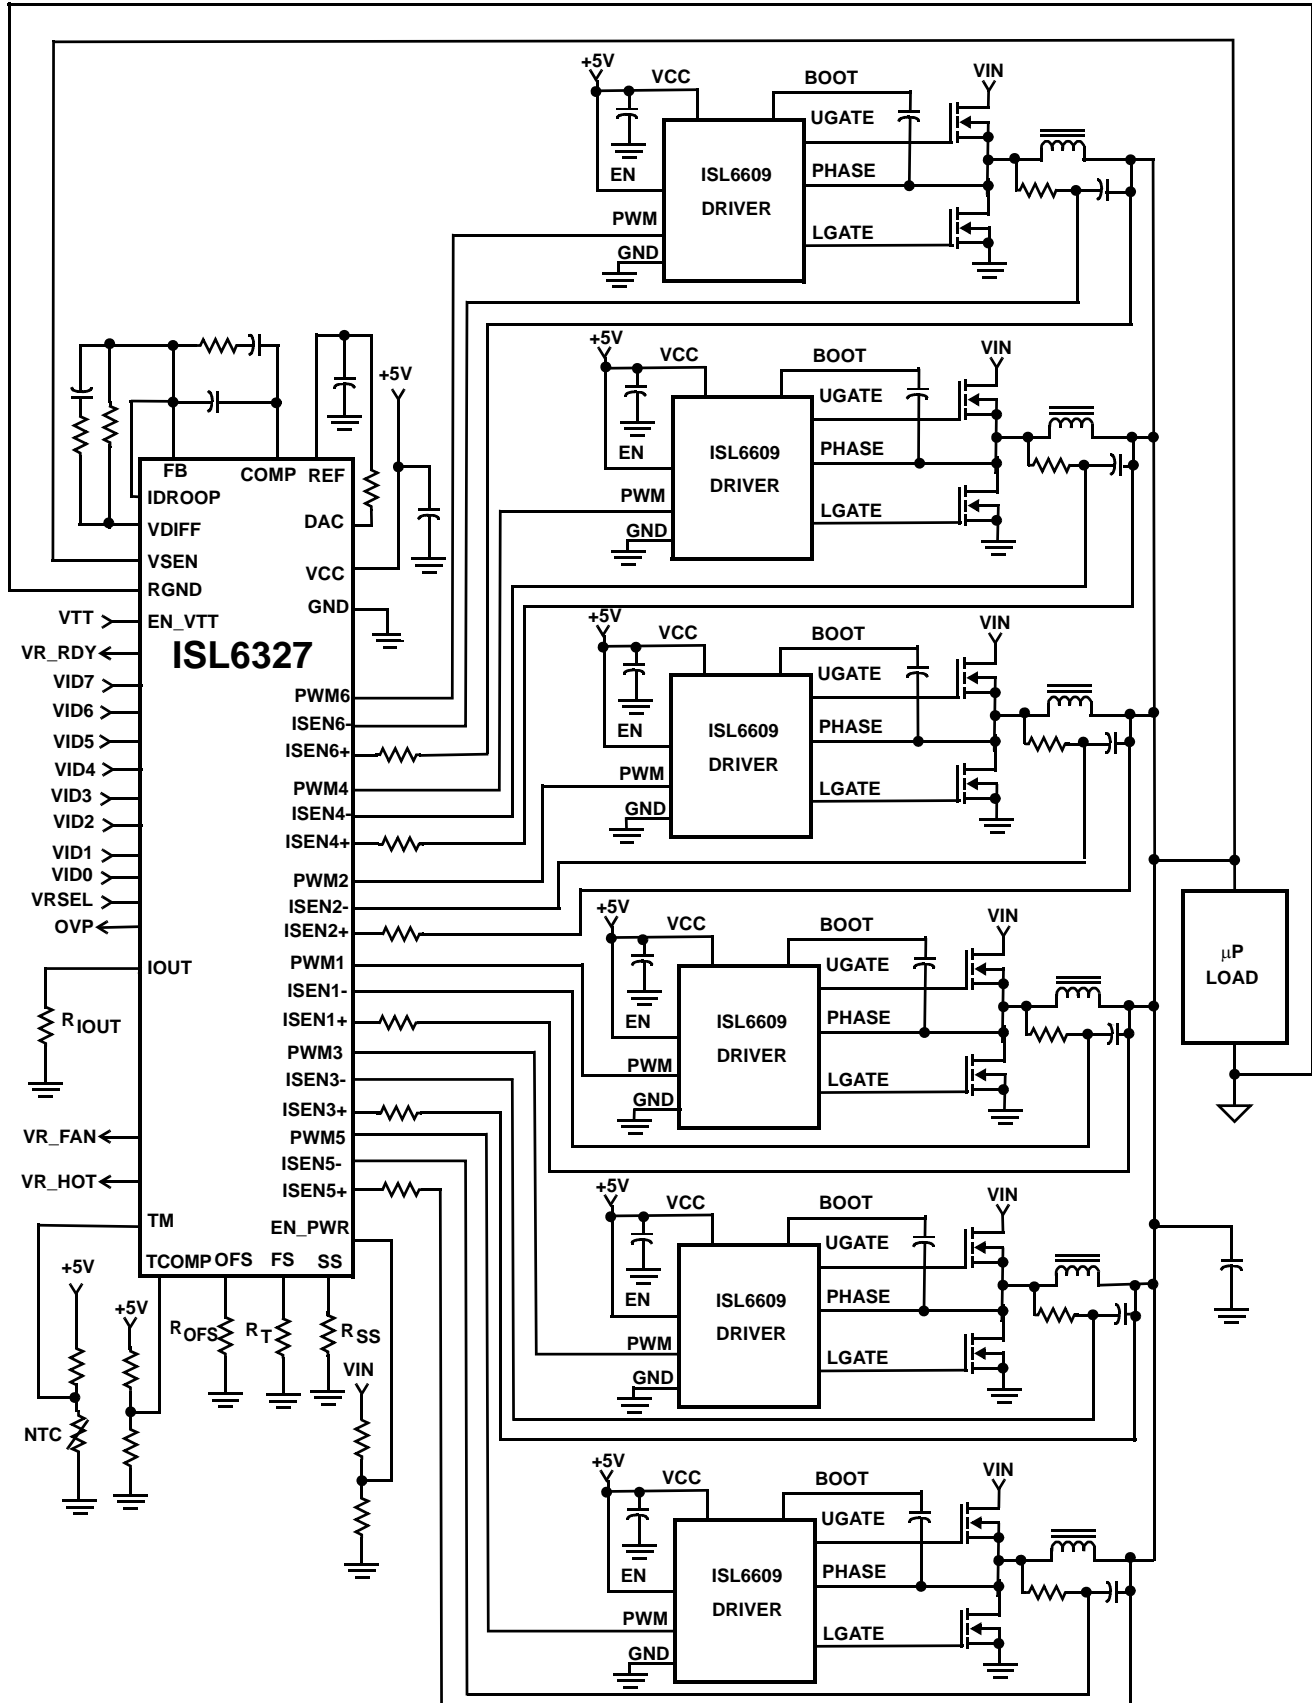 +5V
VCC
BOOT
VIN
UGATE
EN
ISL6609
DRIVER
PHASE
PWM
LGATE
GND
+5V
VCC
BOOT
VIN
UGATE
EN
ISL6609
DRIVER
PHASE
PWM
LGATE
GND
+5V
VCC
BOOT
VIN
UGATE
EN
ISL6609
DRIVER
PHASE
PWM
LGATE
GND
+5V
VCC
BOOT
VIN
UGATE
EN
ISL6609
DRIVER
PHASE
PWM
LGATE
GND
+5V
VCC
BOOT
VIN
UGATE
EN
ISL6609
DRIVER
PHASE
PWM
LGATE
GND
+5V
VCC
BOOT
VIN
UGATE
EN
ISL6609
DRIVER
PHASE
PWM
LGATE
GND
+5V
FB
COMP
REF
IDROOP
VDIFF
DAC
VSEN
VCC
RGND
GND
VTT
EN_VTT
ISL6327
VR_RDY
VID7
VID6
VID5
VID4
VID3
VID2
VID1
VID0
VRSEL
OVP
IOUT
RIOUT
VR_FAN
VR_HOT
TM
PWM6
ISEN6-
ISEN6+
PWM4
ISEN4-
ISEN4+
PWM2
ISEN2-
ISEN2+
PWM1
ISEN1-
ISEN1+
PWM3
ISEN3-
ISEN3+
PWM5
ISEN5-
ISEN5+
EN_PWR
TCOMP
OFS
FS
SS
+5V
+5V
ROFS
RT
RSS
VIN
NTC
µP
LOAD